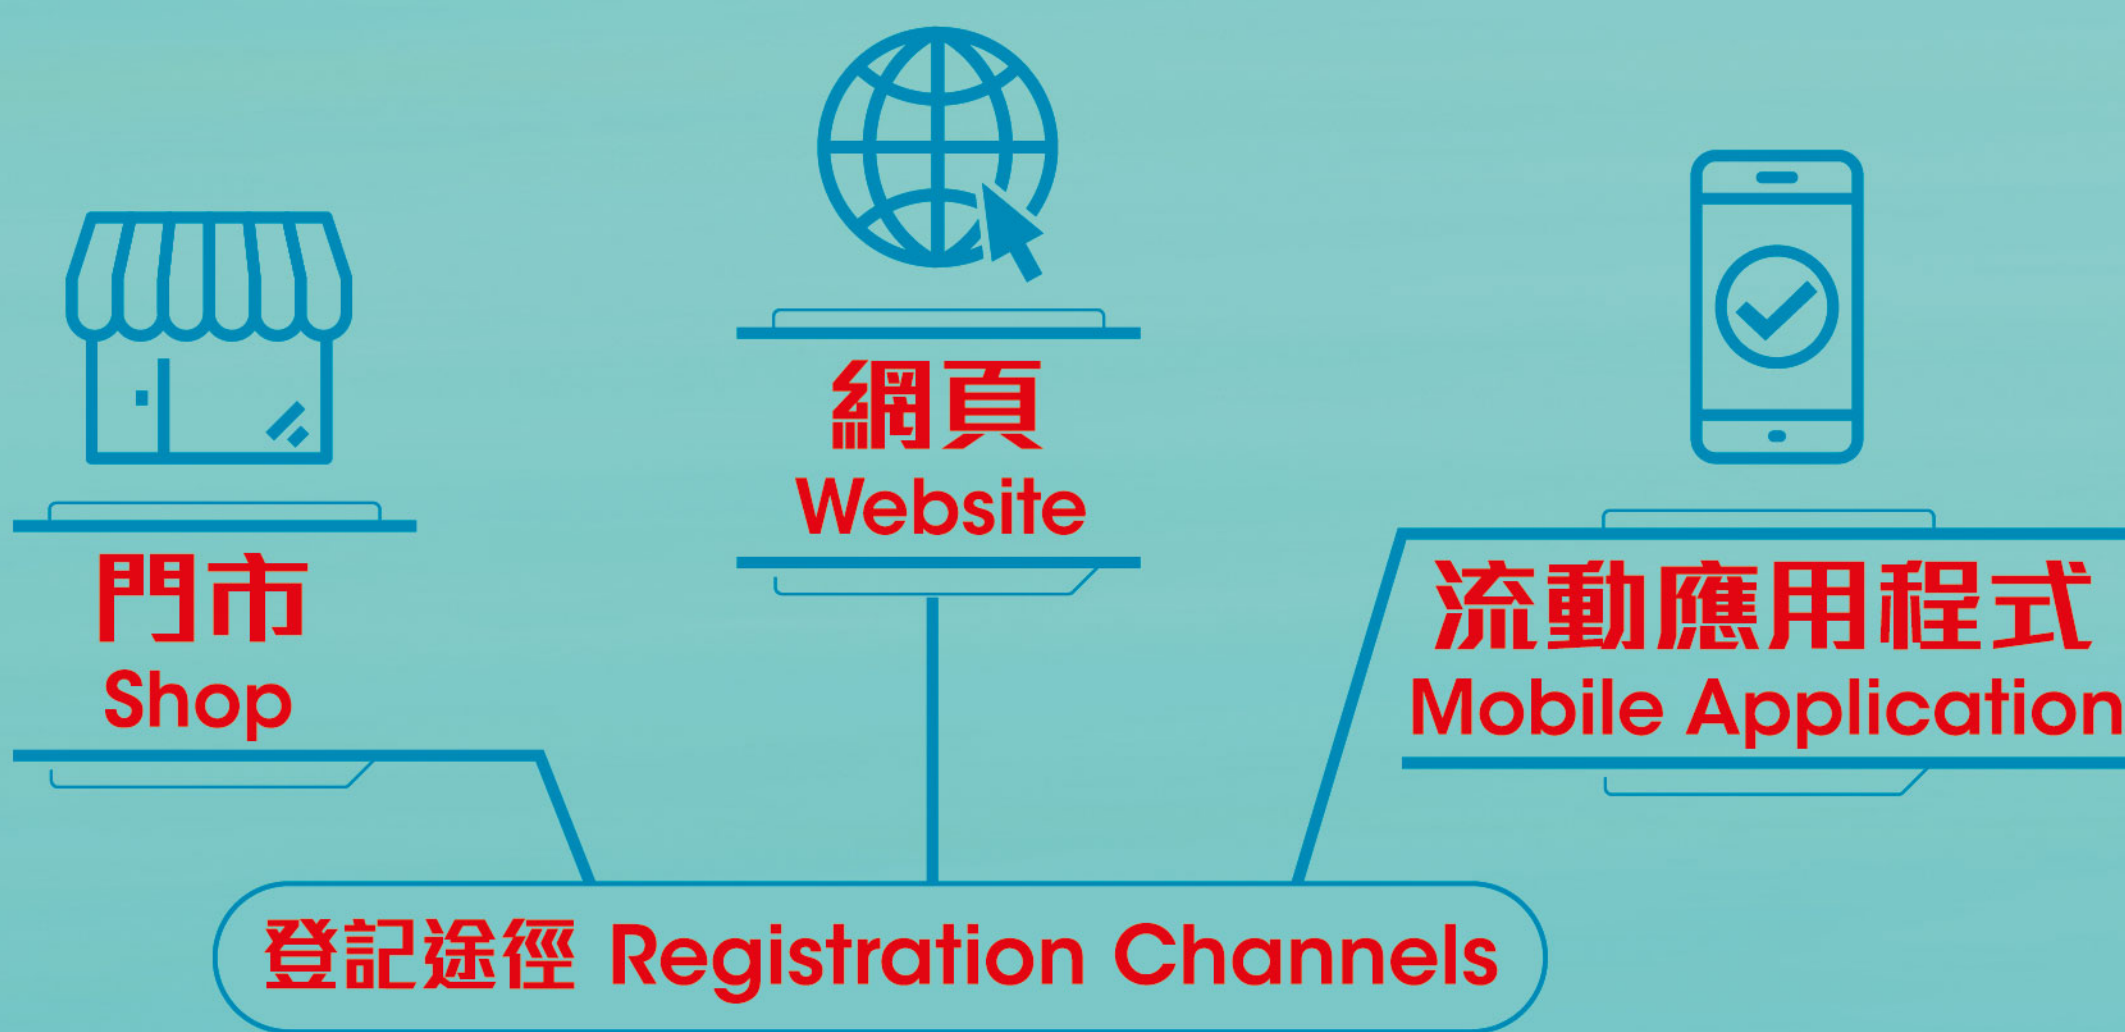 門市
Shop
網頁
Website
流動應用程式
Mobile Application
登記途徑 Registration Channels